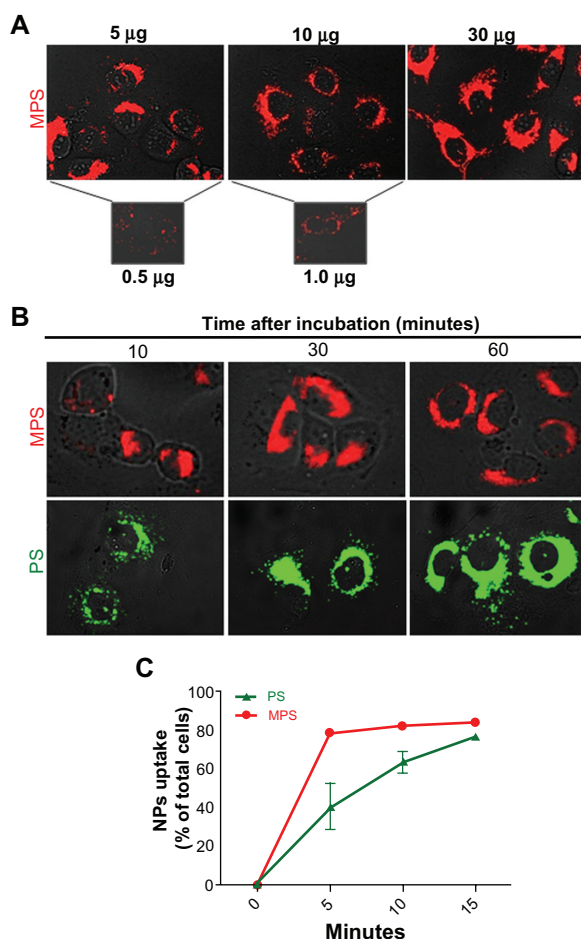 A
5 µg 10 µg 30 µg
MPS
0.5 µg 1.0 µg
B
Time after incubation (minutes)
10 30 60
MPS
PS
C
100
80
60
40
20
0
NPs uptake
(% of total cells)
PS
MPS
0 5 10 15
Minutes